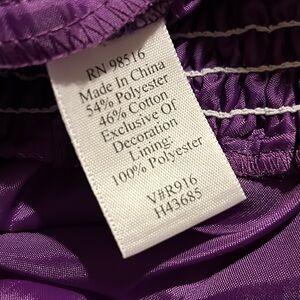 RN 98516
Made In China
54% Polyester
46% Cotton
Exclusive Of
Decoration
Lining:
100% Polyester
V#R916
H43685